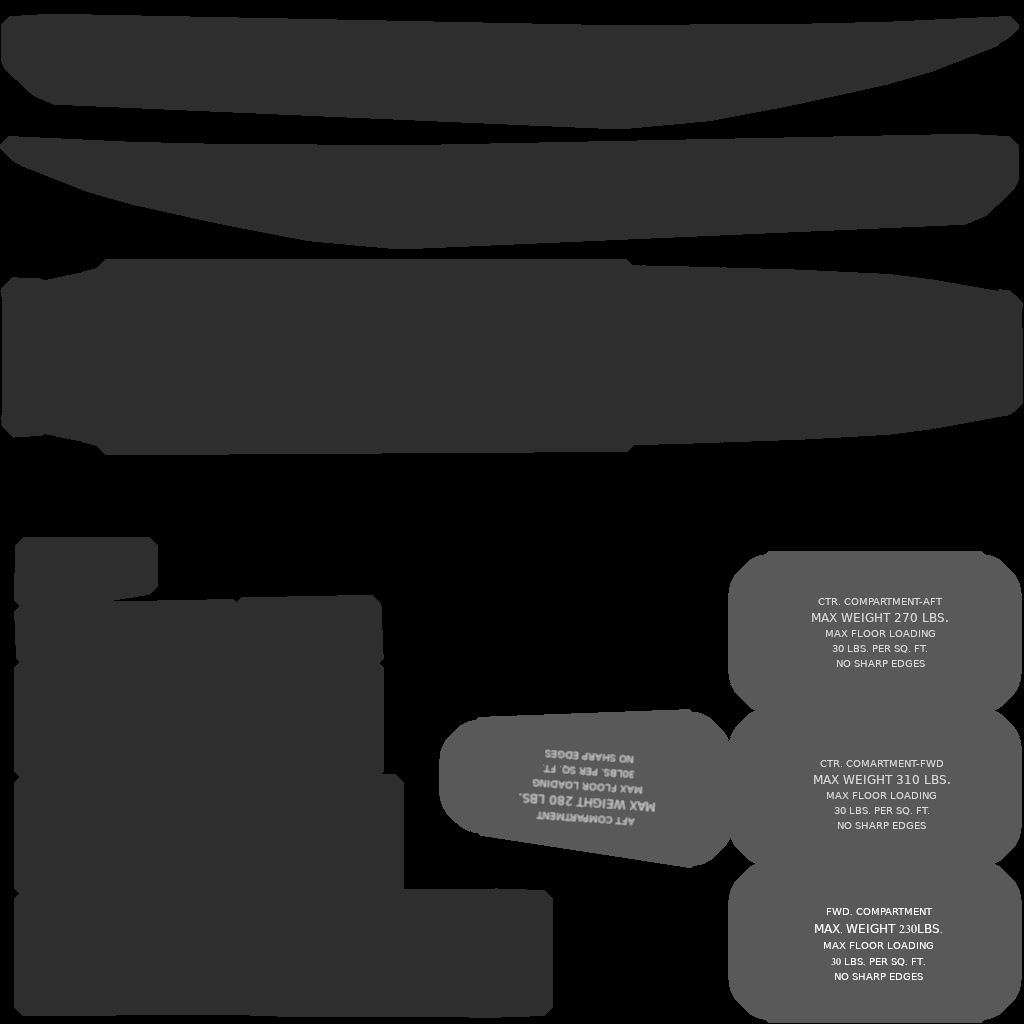 CTR. COMPARTMENT-AFT
MAX WEIGHT 270 LBS.
MAX FLOOR LOADING
30 LBS. PER SQ. FT.
NO SHARP EDGES
AFT COMPARTMENT
MAX WEIGHT 280 LBS.
MAX FLOOR LOADING
30LBS. PER SQ. FT.
NO SHARP EDGES
CTR. COMARTMENT-FWD
MAX WEIGHT 310 LBS.
MAX FLOOR LOADING
30 LBS. PER SQ. FT.
NO SHARP EDGES
FWD. COMPARTMENT
MAX. WEIGHT 230LBS.
MAX FLOOR LOADING
30 LBS. PER SQ. FT.
NO SHARP EDGES